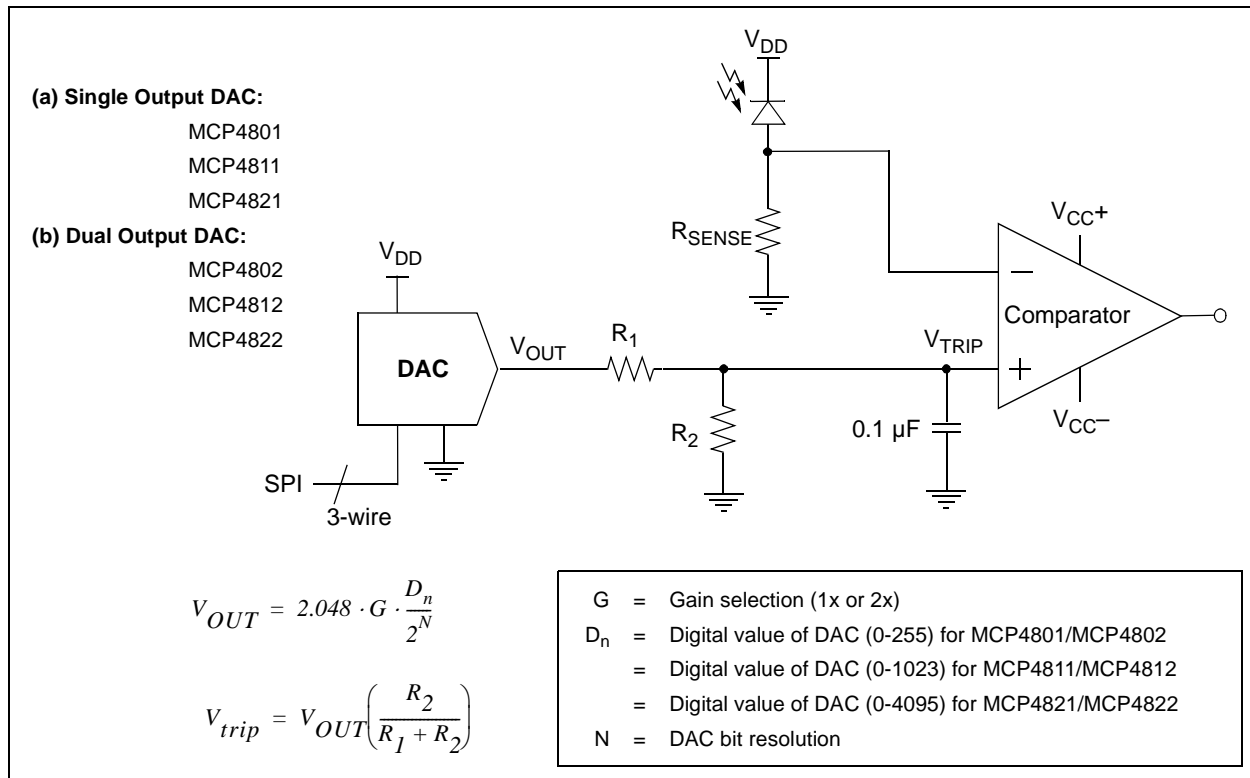 (a) Single Output DAC:
MCP4801
MCP4811
MCP4821
(b) Dual Output DAC:
MCP4802
MCP4812
MCP4822
V_DD
R_SENSE
V_CC+
−
Comparator
+
V_CC−
V_DD
DAC
V_OUT
R_1
V_TRIP
R_2
0.1 µF
SPI
3-wire
V_OUT = 2.048 · G · D_n / 2^N
V_trip = V_OUT (R_2 / (R_1 + R_2))
G = Gain selection (1x or 2x)
D_n = Digital value of DAC (0-255) for MCP4801/MCP4802
= Digital value of DAC (0-1023) for MCP4811/MCP4812
= Digital value of DAC (0-4095) for MCP4821/MCP4822
N = DAC bit resolution